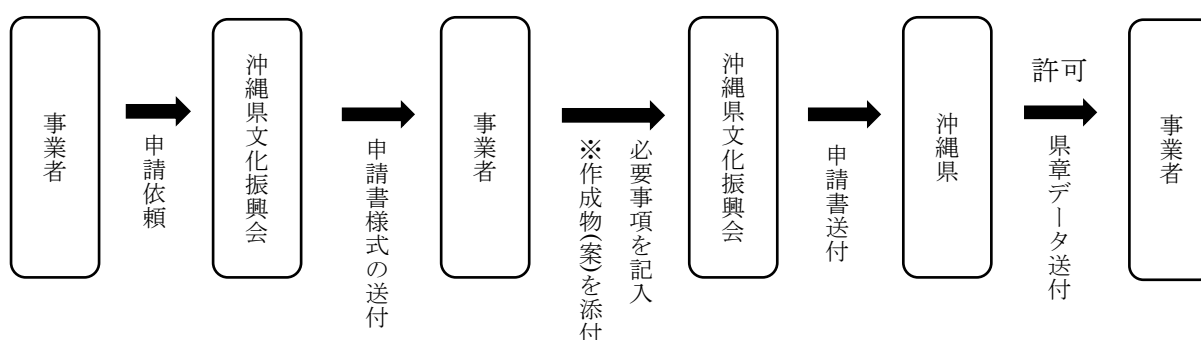 事業者
申請依頼
沖縄県文化振興会
申請書様式の送付
事業者
必要事項を記入
※作成物(案)を添付
沖縄県文化振興会
申請書送付
沖縄県
許可
県章データ送付
事業者